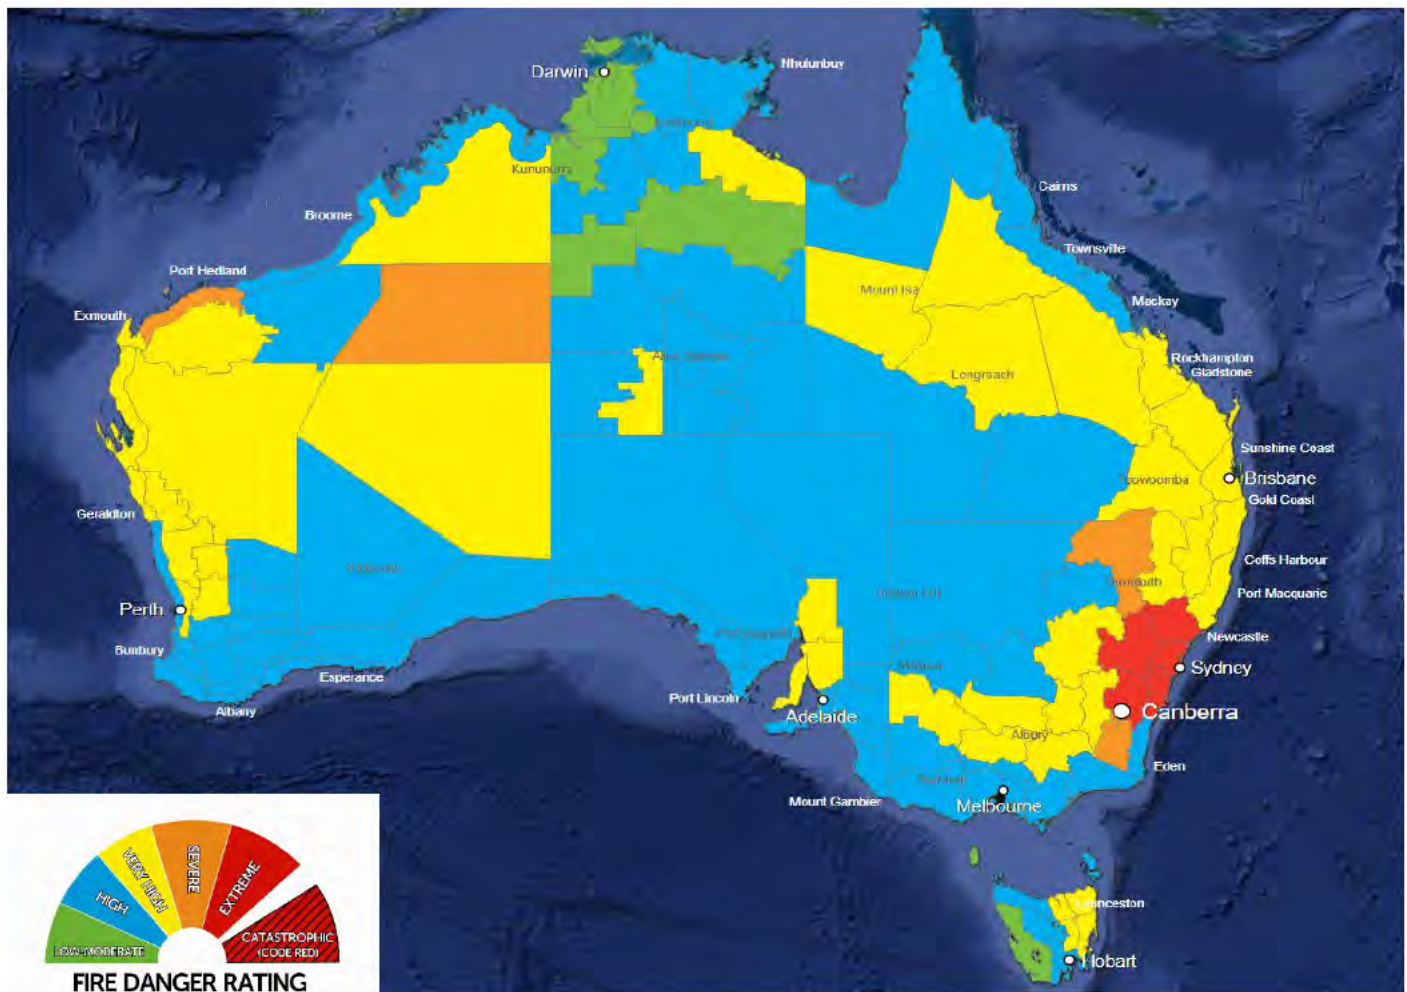 Darwin
Nhulunbuy
Kununurra
Cairns
Broome
Townsville
Port Hedland
Mount Isa
Mackay
Exmouth
Rockhampton
Gladstone
Longreach
Sunshine Coast
Brisbane
Gold Coast
Geraldton
Coffs Harbour
Port Macquarie
Perth
Newcastle
Bunbury
Sydney
Esperance
Port Lincoln
Albany
Adelaide
Canberra
Albury
Eden
Mount Gambier
Melbourne
Launceston
Hobart
LOW-MODERATE
HIGH
VERY HIGH
SEVERE
EXTREME
CATASTROPHIC
(CODE RED)
FIRE DANGER RATING